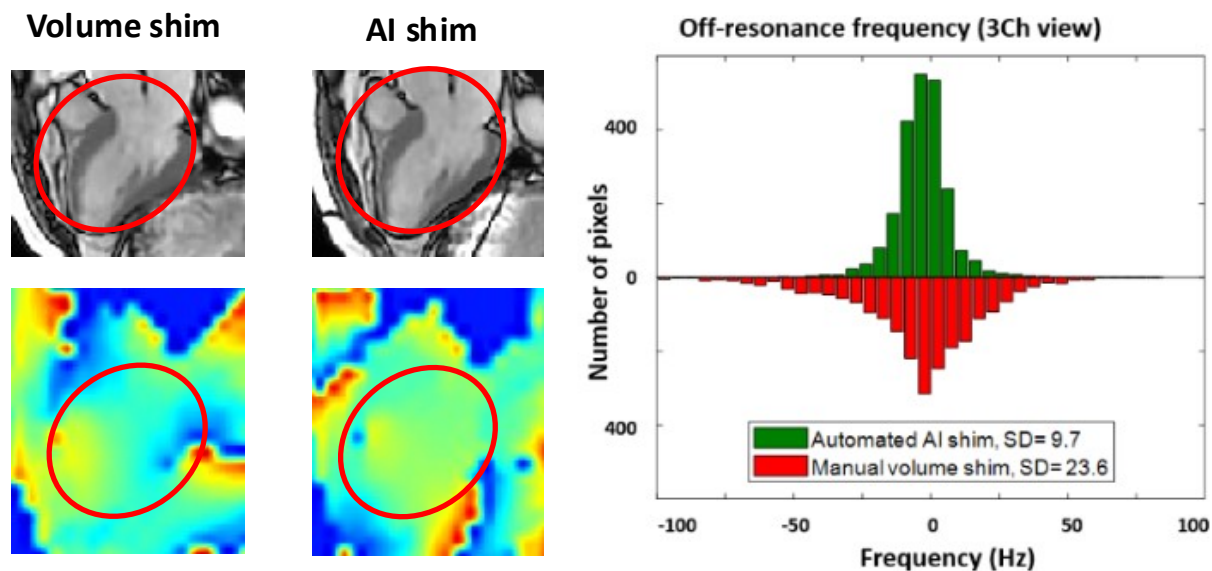 Volume shim
AI shim
Off-resonance frequency (3Ch view)
Number of pixels
400
0
400
Automated AI shim, SD= 9.7
Manual volume shim, SD= 23.6
-100
-50
0
50
100
Frequency (Hz)